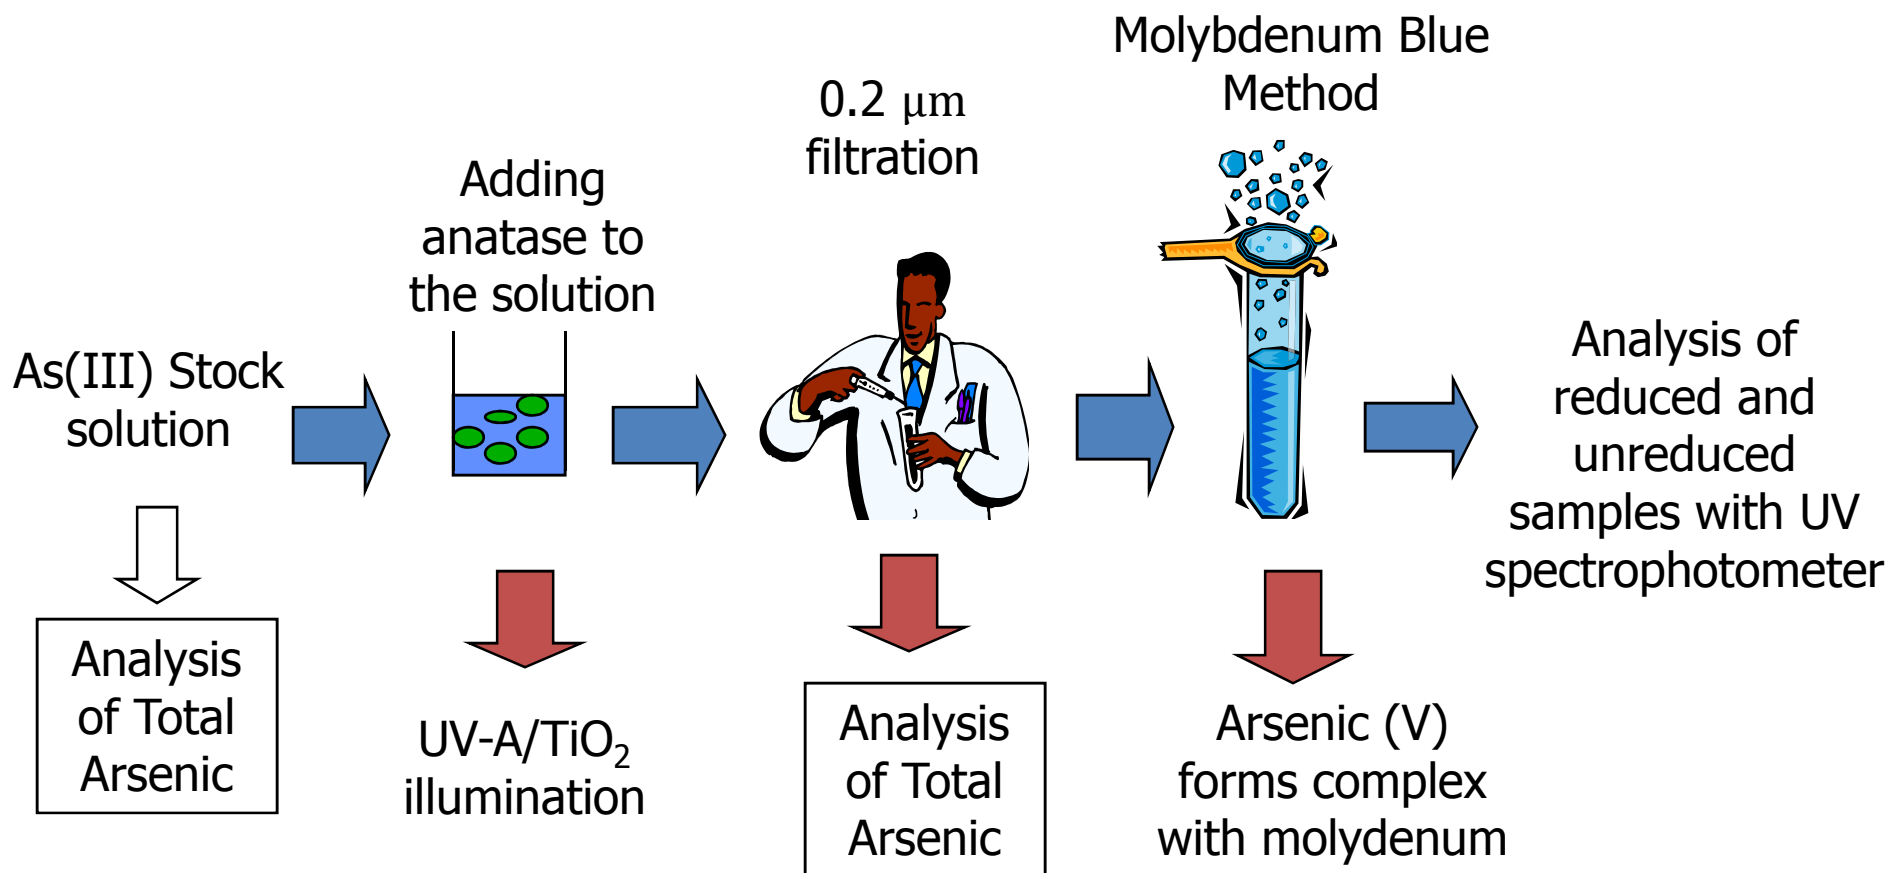 As(III) Stock
solution
Analysis
of Total
Arsenic
Adding
anatase to
the solution
UV-A/TiO₂
illumination
0.2 μm
filtration
Analysis
of Total
Arsenic
Molybdenum Blue
Method
Arsenic (V)
forms complex
with molydenum
Analysis of
reduced and
unreduced
samples with UV
spectrophotometer